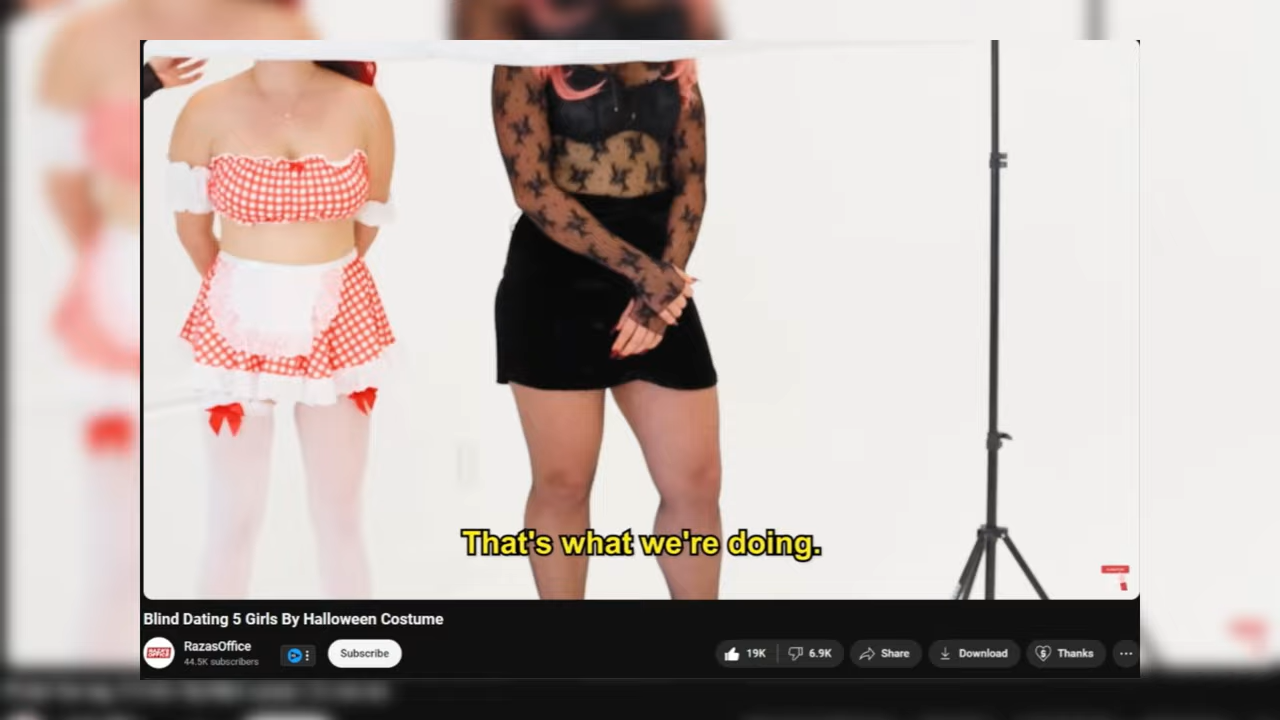 That's what we're doing.
Blind Dating 5 Girls By Halloween Costume
RazasOffice
44.5K subscribers
Subscribe
19K
6.9K
Share
Download
Thanks